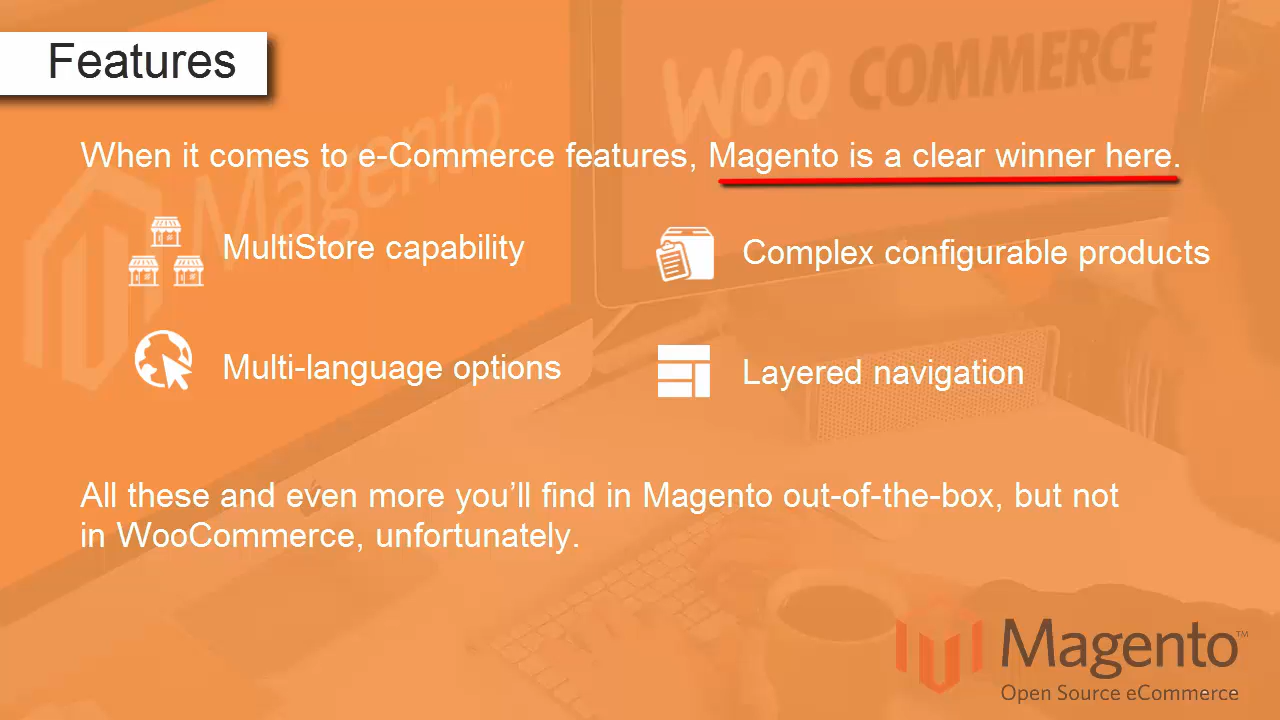 Features
WOO COMMERCE
Magento
When it comes to e-Commerce features, Magento is a clear winner here.
MultiStore capability
Complex configurable products
Multi-language options
Layered navigation
All these and even more you’ll find in Magento out-of-the-box, but not
in WooCommerce, unfortunately.
Magento™
Open Source eCommerce